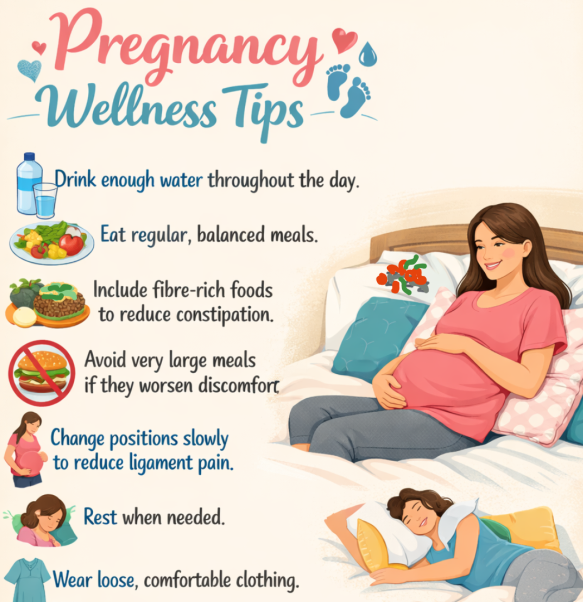 Pregnancy
Wellness Tips
Drink enough water throughout the day.
Eat regular, balanced meals.
Include fibre-rich foods
to reduce constipation.
Avoid very large meals
if they worsen discomfort
Change positions slowly
to reduce ligament pain.
Rest when needed.
Wear loose, comfortable clothing.